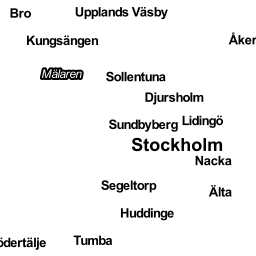 Bro
Upplands Väsby
Kungsängen
Åker
Mälaren
Sollentuna
Djursholm
Sundbyberg
Lidingö
Stockholm
Nacka
Segeltorp
Älta
Huddinge
ödertälje
Tumba